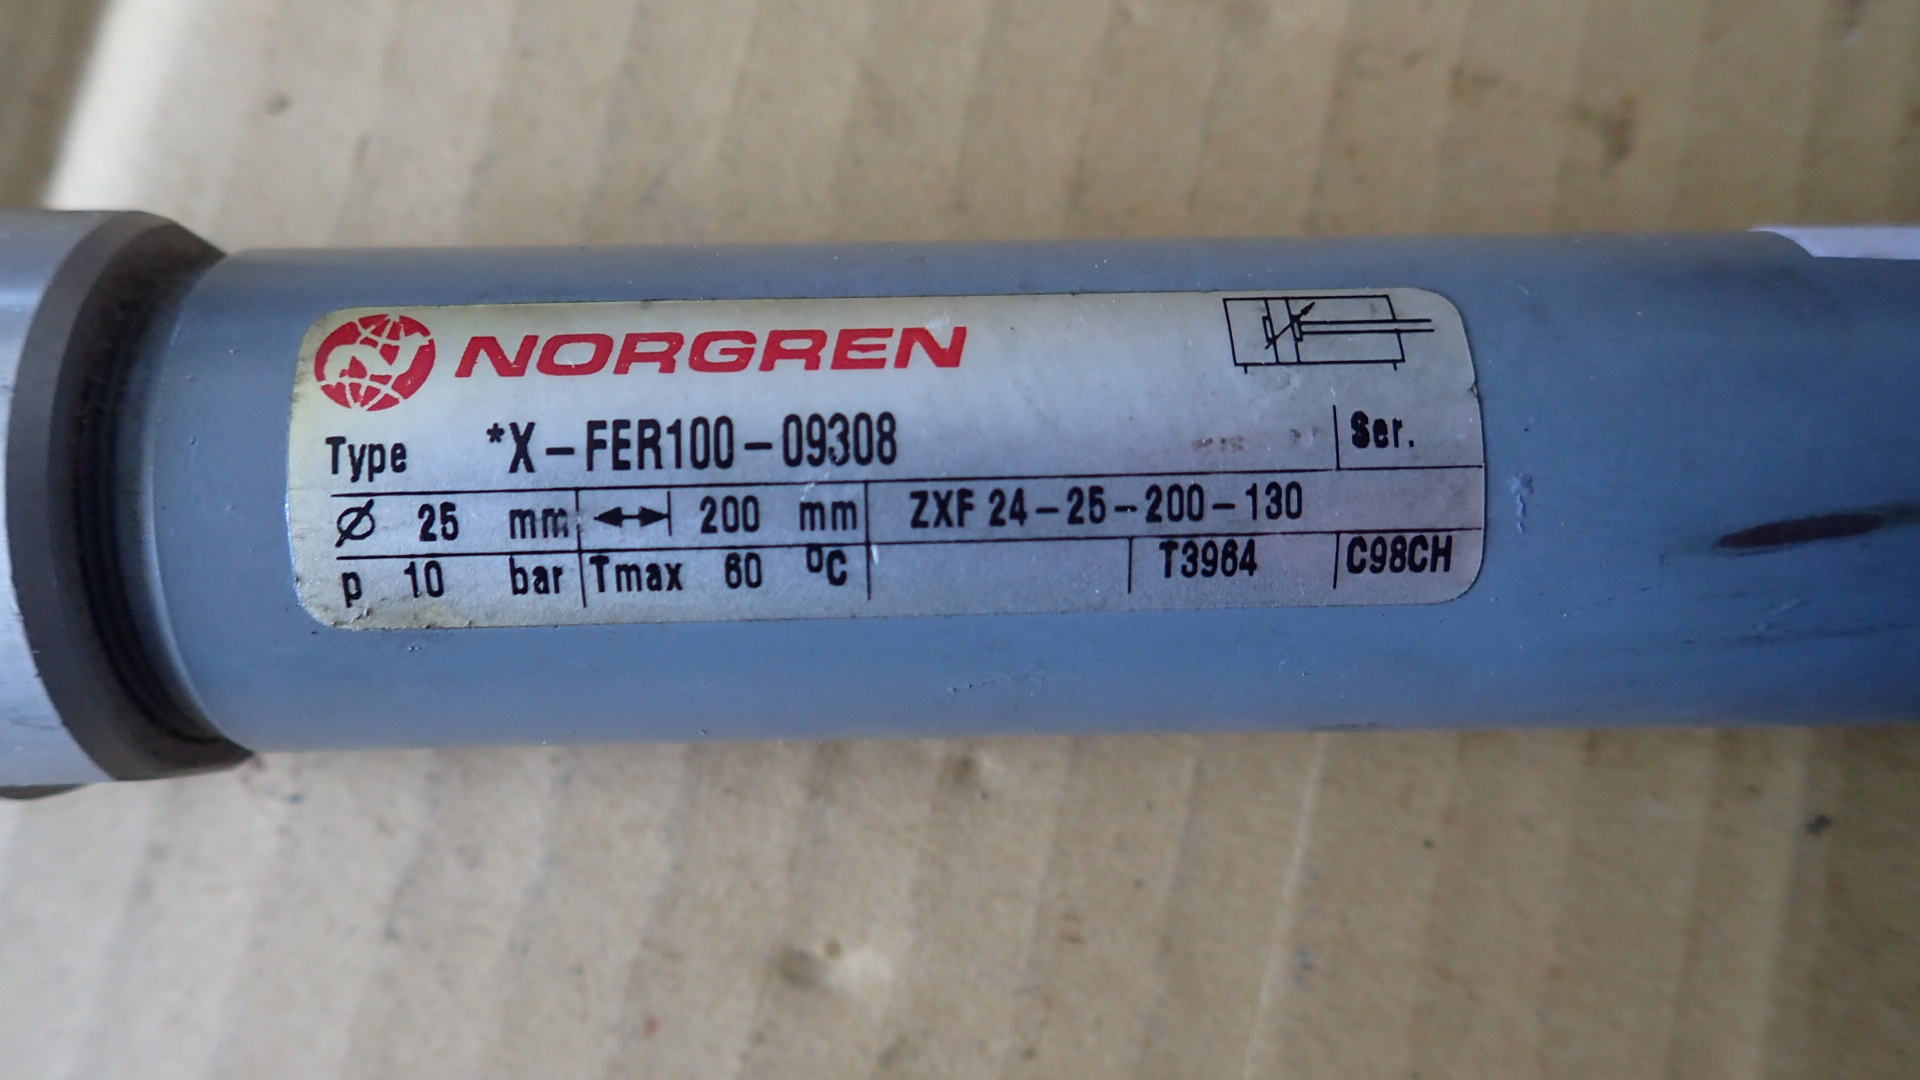 NORGREN
Type *X-FER100-09308 Ser.
Ø 25 mm 200 mm ZXF 24-25-200-130
p 10 bar Tmax 60 °C T3964 C98CH